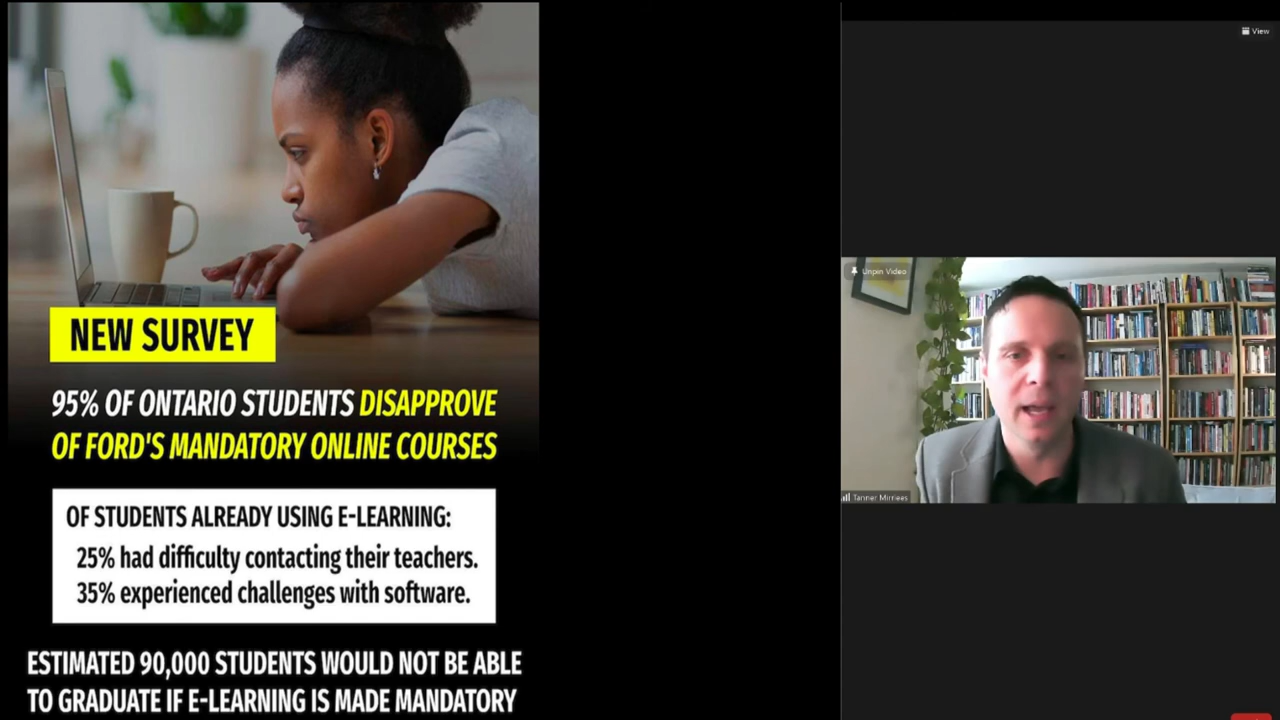 NEW SURVEY
95% OF ONTARIO STUDENTS DISAPPROVE
OF FORD'S MANDATORY ONLINE COURSES
OF STUDENTS ALREADY USING E-LEARNING:
25% had difficulty contacting their teachers.
35% experienced challenges with software.
ESTIMATED 90,000 STUDENTS WOULD NOT BE ABLE
TO GRADUATE IF E-LEARNING IS MADE MANDATORY
View
Unpin Video
Tanner Mirrlees